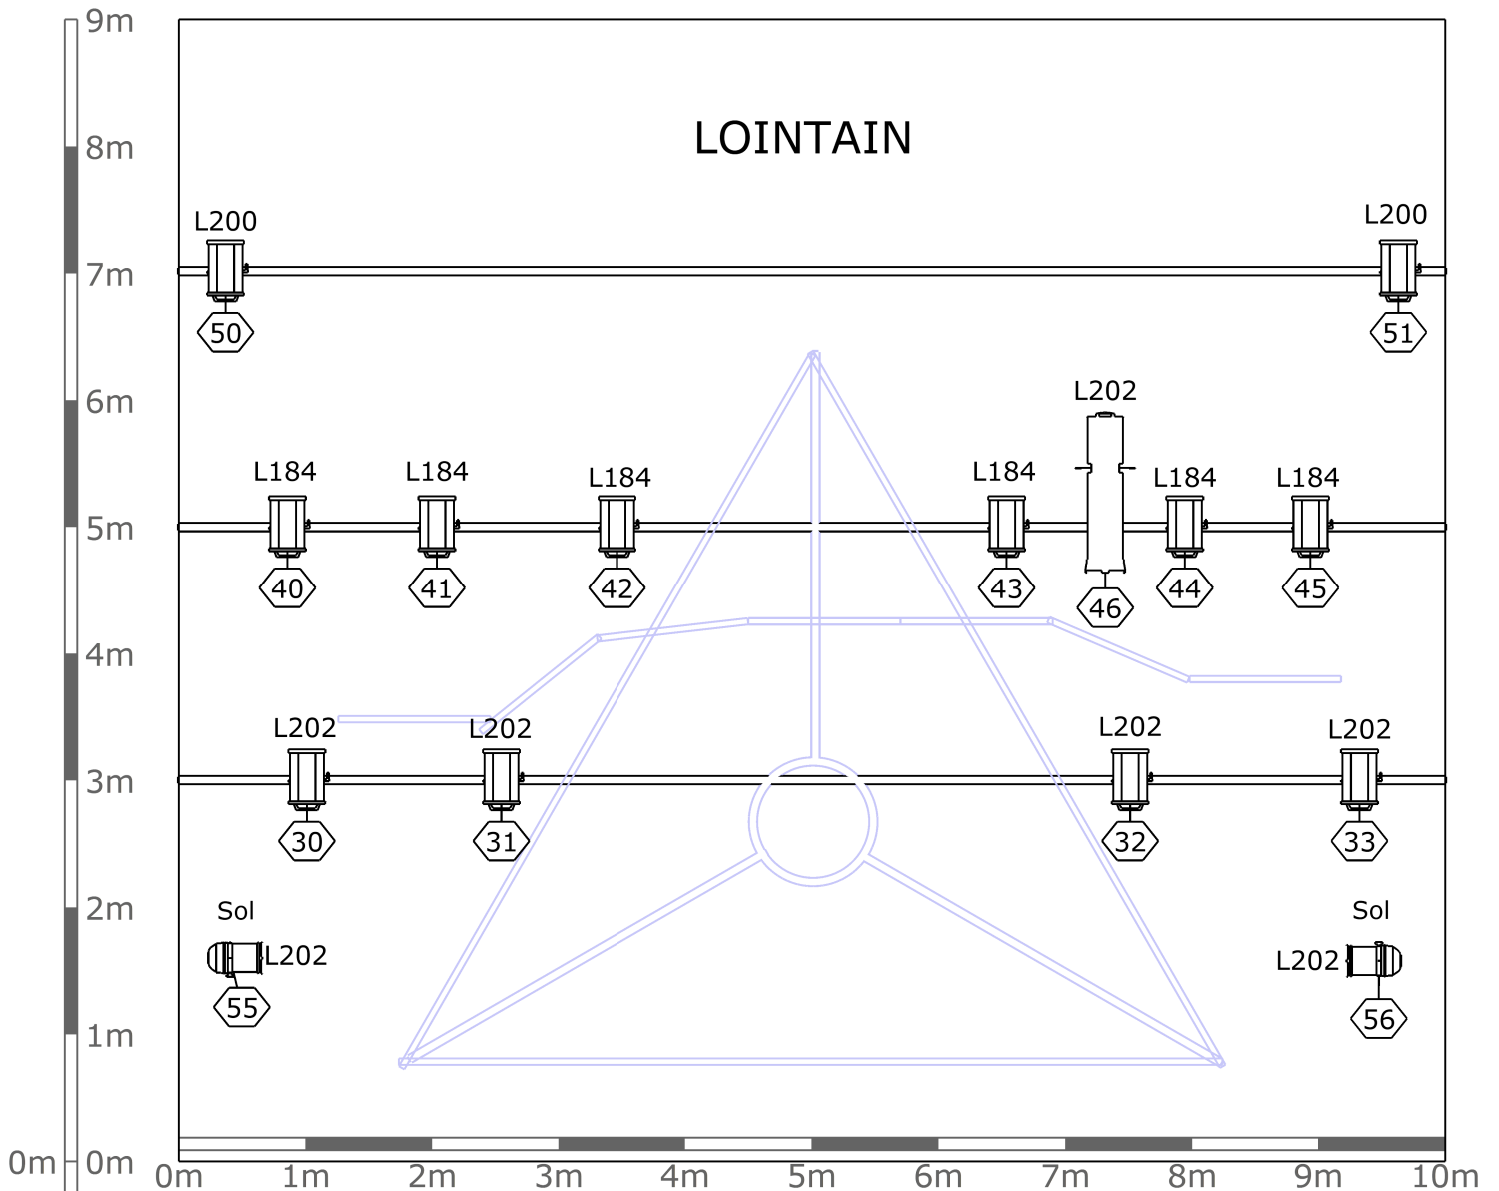 9m
8m
LOINTAIN
L200 L200
7m
50 51
6m
L202
L184 L184 L184 L184 L184 L184
5m
40 41 42 43 46 44 45
4m
L202 L202 L202 L202
3m
30 31 32 33
2m
Sol Sol
L202 L202
55 56
1m
0m 0m
0m 1m 2m 3m 4m 5m 6m 7m 8m 9m 10m